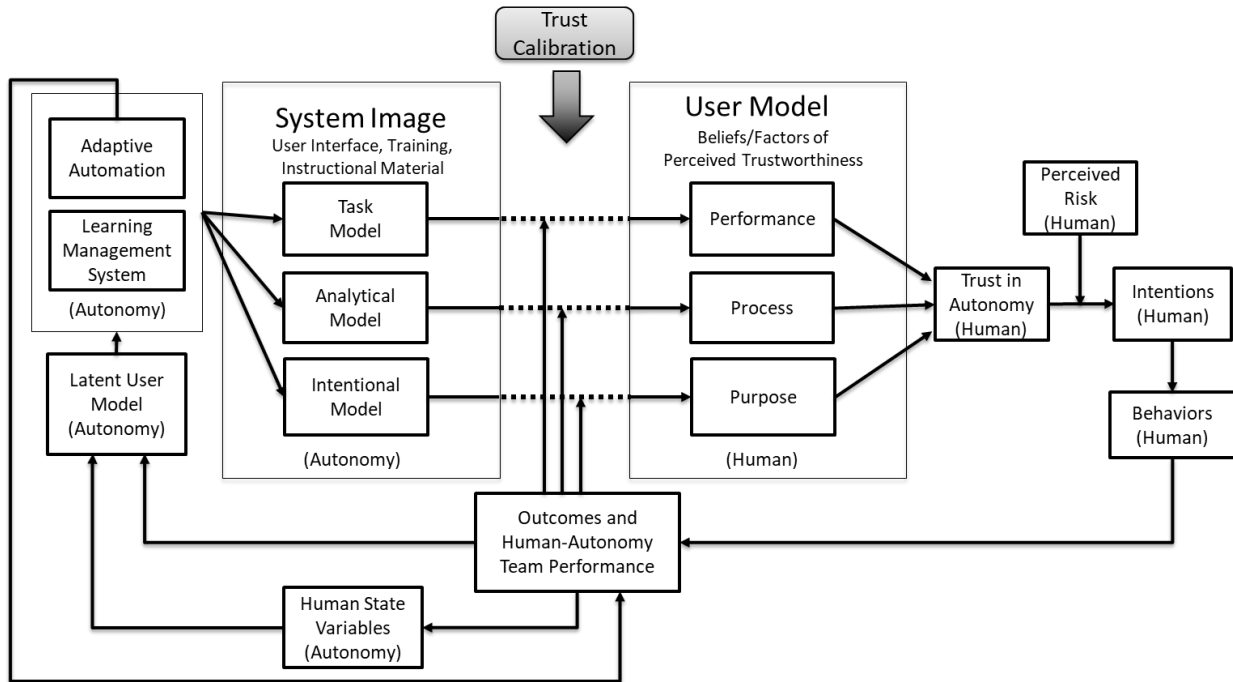 Trust
Calibration
Adaptive
Automation
Learning
Management
System
(Autonomy)
Latent User
Model
(Autonomy)
System Image
User Interface, Training,
Instructional Material
Task
Model
Analytical
Model
Intentional
Model
(Autonomy)
User Model
Beliefs/Factors of
Perceived Trustworthiness
Performance
Process
Purpose
(Human)
Trust in
Autonomy
(Human)
Perceived
Risk
(Human)
Intentions
(Human)
Behaviors
(Human)
Outcomes and
Human-Autonomy
Team Performance
Human State
Variables
(Autonomy)